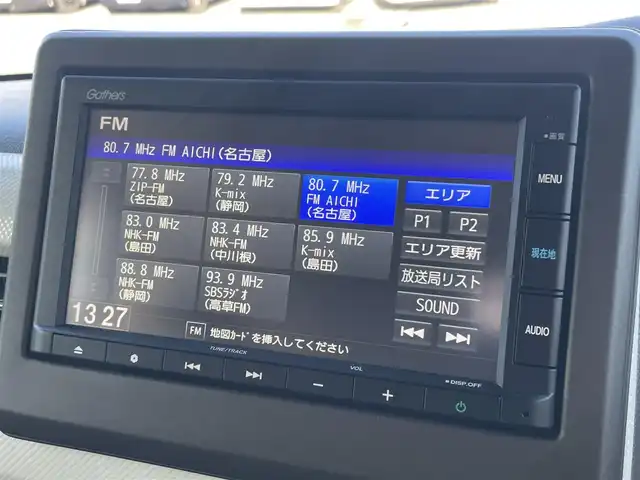 Gathers
FM
80.7 MHz FM AICHI(名古屋)
77.8 MHz
ZIP-FM
(名古屋)
79.2 MHz
K-mix
(静岡)
80.7 MHz
FM AICHI
(名古屋)
エリア
P1
P2
83.0 MHz
NHK-FM
(島田)
83.4 MHz
NHK-FM
(中川根)
85.9 MHz
K-mix
(島田)
エリア更新
放送局リスト
88.8 MHz
NHK-FM
(静岡)
93.9 MHz
SBSラジオ
(高草FM)
SOUND
13:27
FM 地図カードを挿入してください
TUNE/TRACK
VOL
DISP.OFF
画質
MENU
現在地
AUDIO